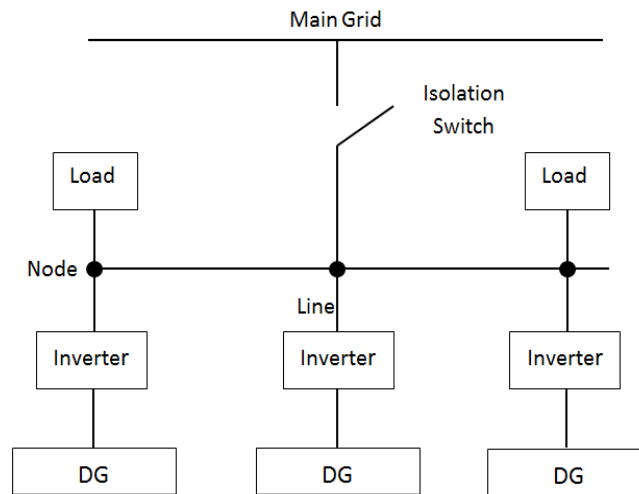 Main Grid
Isolation
Switch
Load
Load
Node
Line
Inverter
Inverter
Inverter
DG
DG
DG